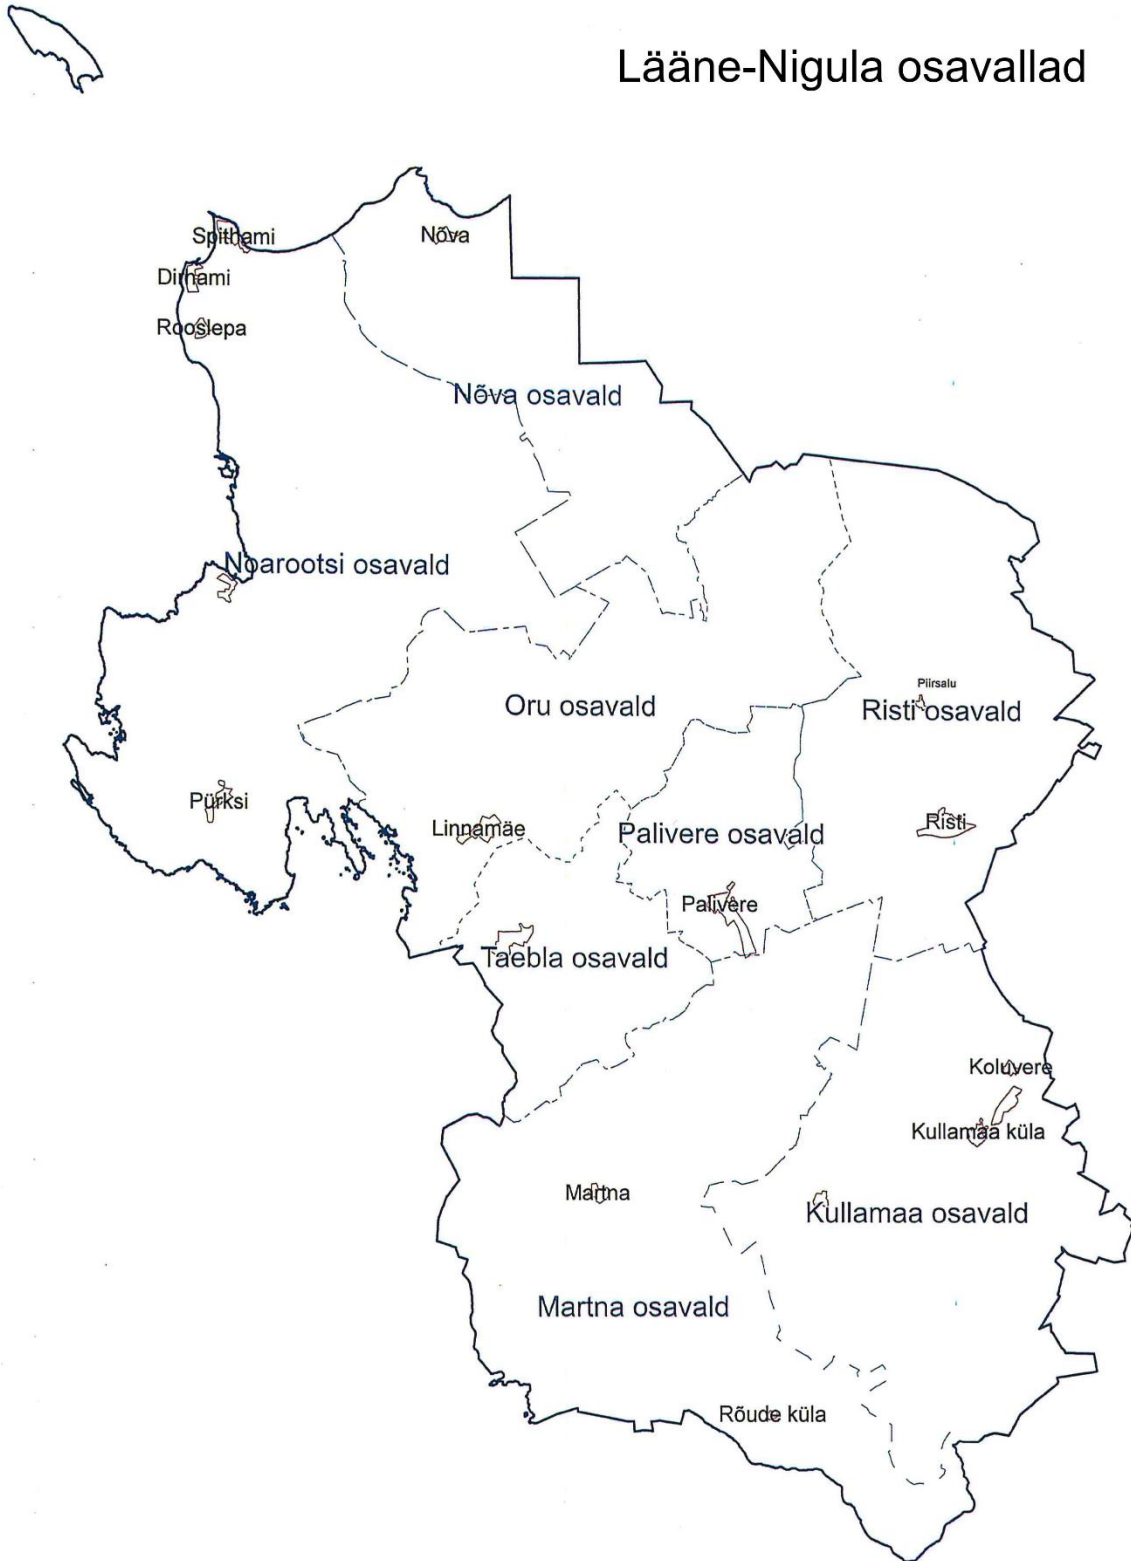 Lääne-Nigula osavallad
Spithami
Nõva
Dirhami
Rooslepa
Nõva osavald
Noarootsi osavald
Piirsalu
Oru osavald
Risti osavald
Pürksi
Linnamäe
Palivere osavald
Risti
Palivere
Taebla osavald
Koluvere
Kullamaa küla
Martna
Kullamaa osavald
Martna osavald
Rõude küla